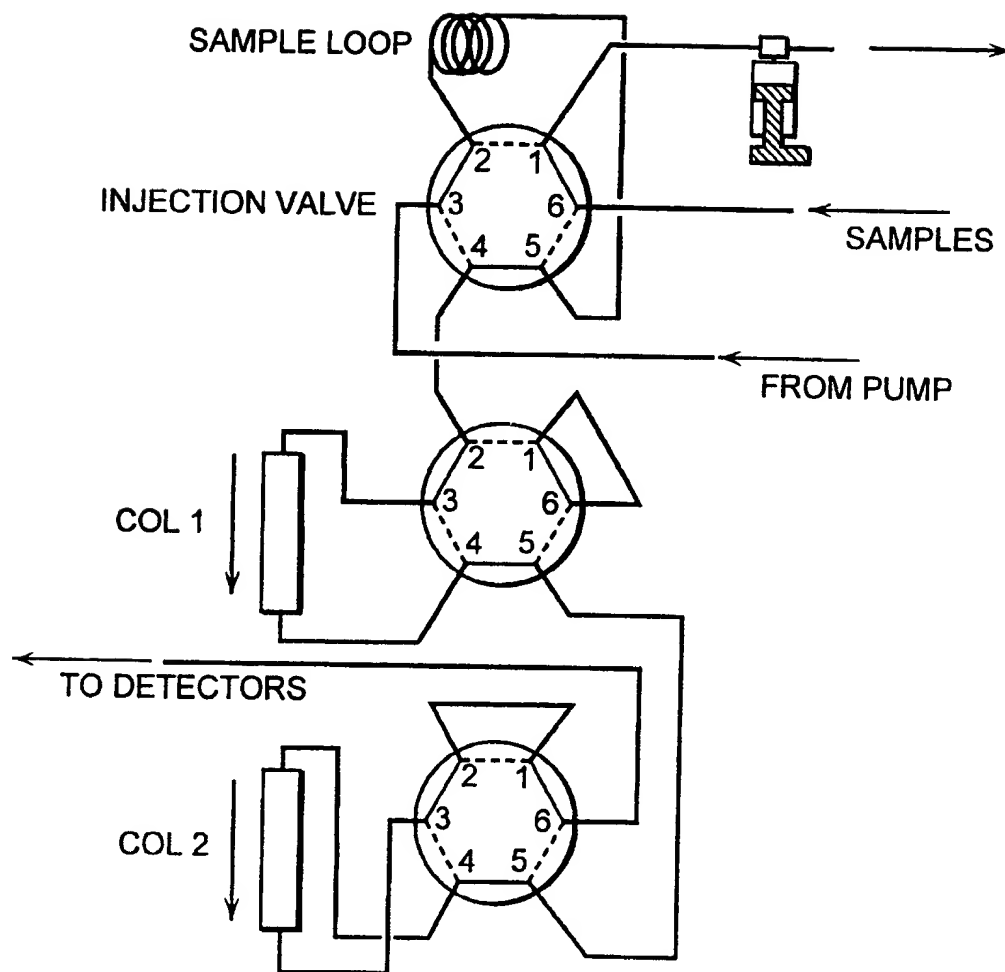 SAMPLE LOOP
2 1
INJECTION VALVE
3 6
4 5
SAMPLES
FROM PUMP
2 1
3 6
COL 1
4 5
TO DETECTORS
2 1
3 6
COL 2
4 5